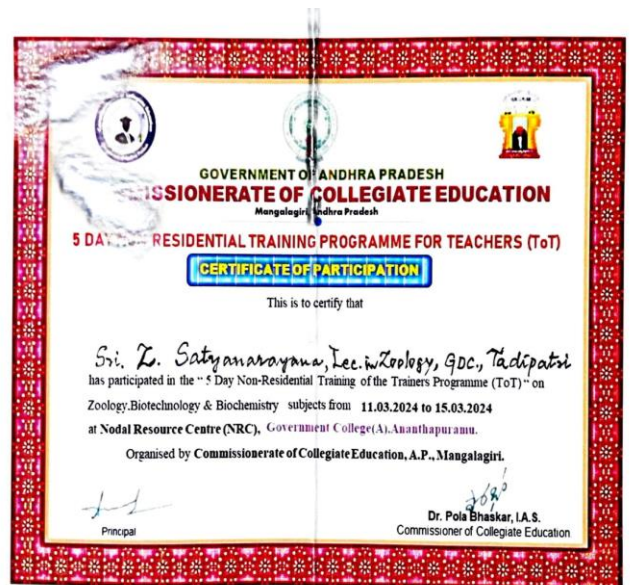 GOVERNMENT OF ANDHRA PRADESH
SSIONERATE OF COLLEGIATE EDUCATION
Mangalagiri, Andhra Pradesh
5 DAY NON RESIDENTIAL TRAINING PROGRAMME FOR TEACHERS (ToT)
CERTIFICATE OF PARTICIPATION
This is to certify that
Sri. Z. Satyanarayana, Lec. in Zoology, GDC., Tadipatri
has participated in the “ 5 Day Non-Residential Training of the Trainers Programme (ToT) “ on
Zoology.Biotechnology & Biochemistry subjects from 11.03.2024 to 15.03.2024
at Nodal Resource Centre (NRC), Government College(A).Ananthapuramu.
Organised by Commissionerate of Collegiate Education, A.P., Mangalagiri.
Principal
Dr. Pola Bhaskar, I.A.S.
Commissioner of Collegiate Education